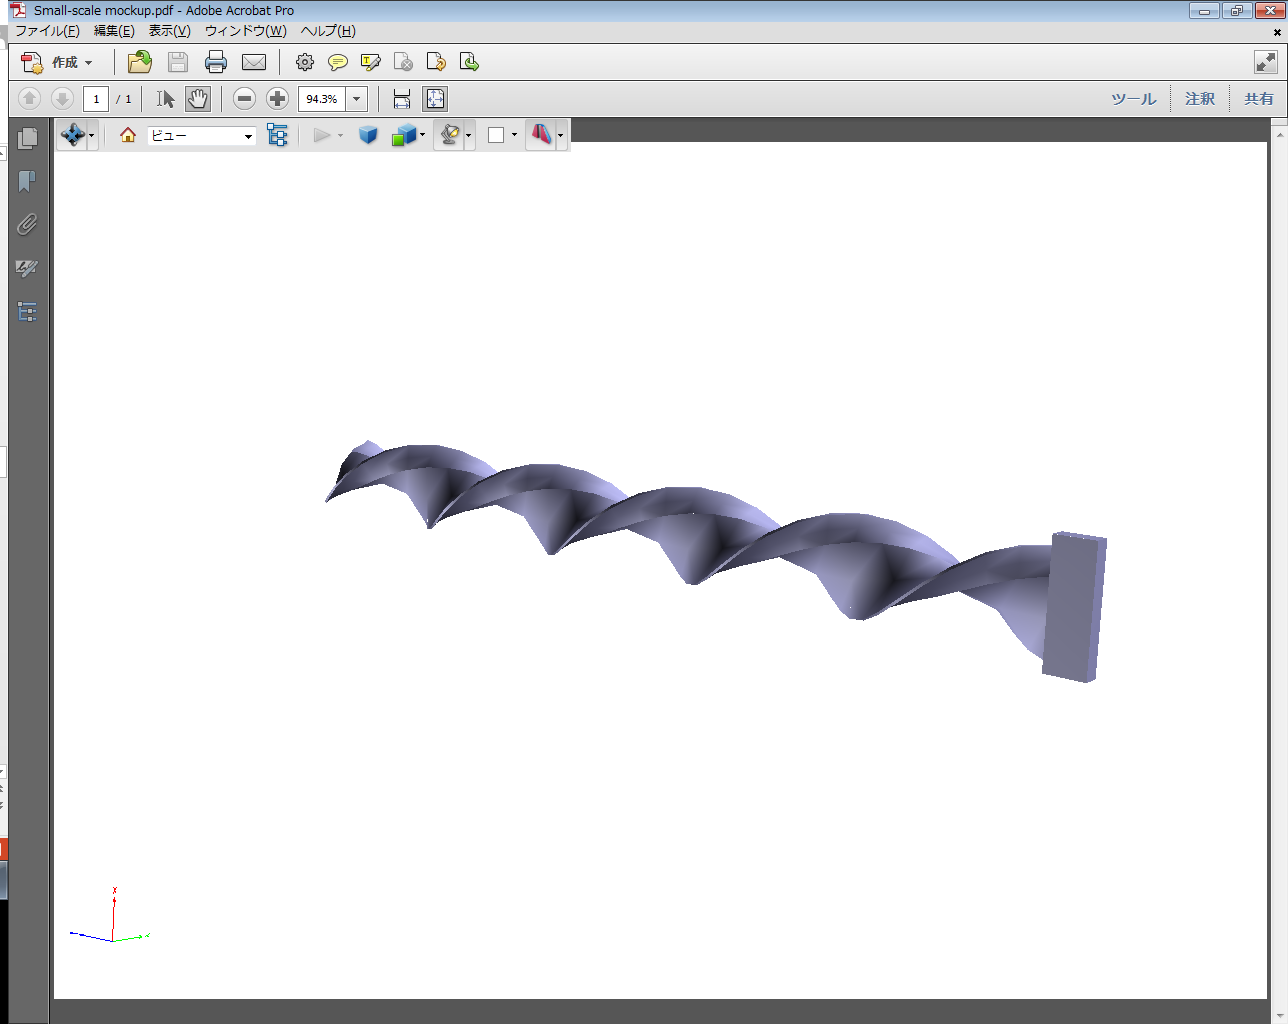 Small-scale mockup.pdf - Adobe Acrobat Pro
ファイル(F) 編集(E) 表示(V) ウィンドウ(W) ヘルプ(H)
作成
1 / 1 94.3% ツール 注釈 共有
ビュー
X